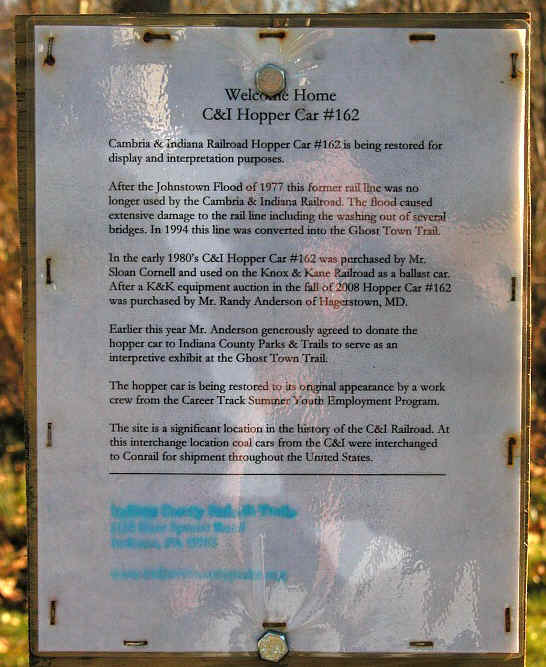 Welcome Home
C&I Hopper Car #162
Cambria & Indiana Railroad Hopper Car #162 is being restored for
display and interpretation purposes.
After the Johnstown Flood of 1977 this former rail line was no
longer used by the Cambria & Indiana Railroad. The flood caused
extensive damage to the rail line including the washing out of several
bridges. In 1994 this line was converted into the Ghost Town Trail.
In the early 1980's C&I Hopper Car #162 was purchased by Mr.
Sloan Cornell and used on the Knox & Kane Railroad as a ballast car.
After a K&K equipment auction in the fall of 2008 Hopper Car #162
was purchased by Mr. Randy Anderson of Hagerstown, MD.
Earlier this year Mr. Anderson generously agreed to donate the
hopper car to Indiana County Parks & Trails to serve as an
interpretive exhibit at the Ghost Town Trail.
The hopper car is being restored to its original appearance by a work
crew from the Career Track Summer Youth Employment Program.
The site is a significant location in the history of the C&I Railroad. At
this interchange location coal cars from the C&I were interchanged
to Conrail for shipment throughout the United States.
Indiana County Parks & Trails
Indiana, PA